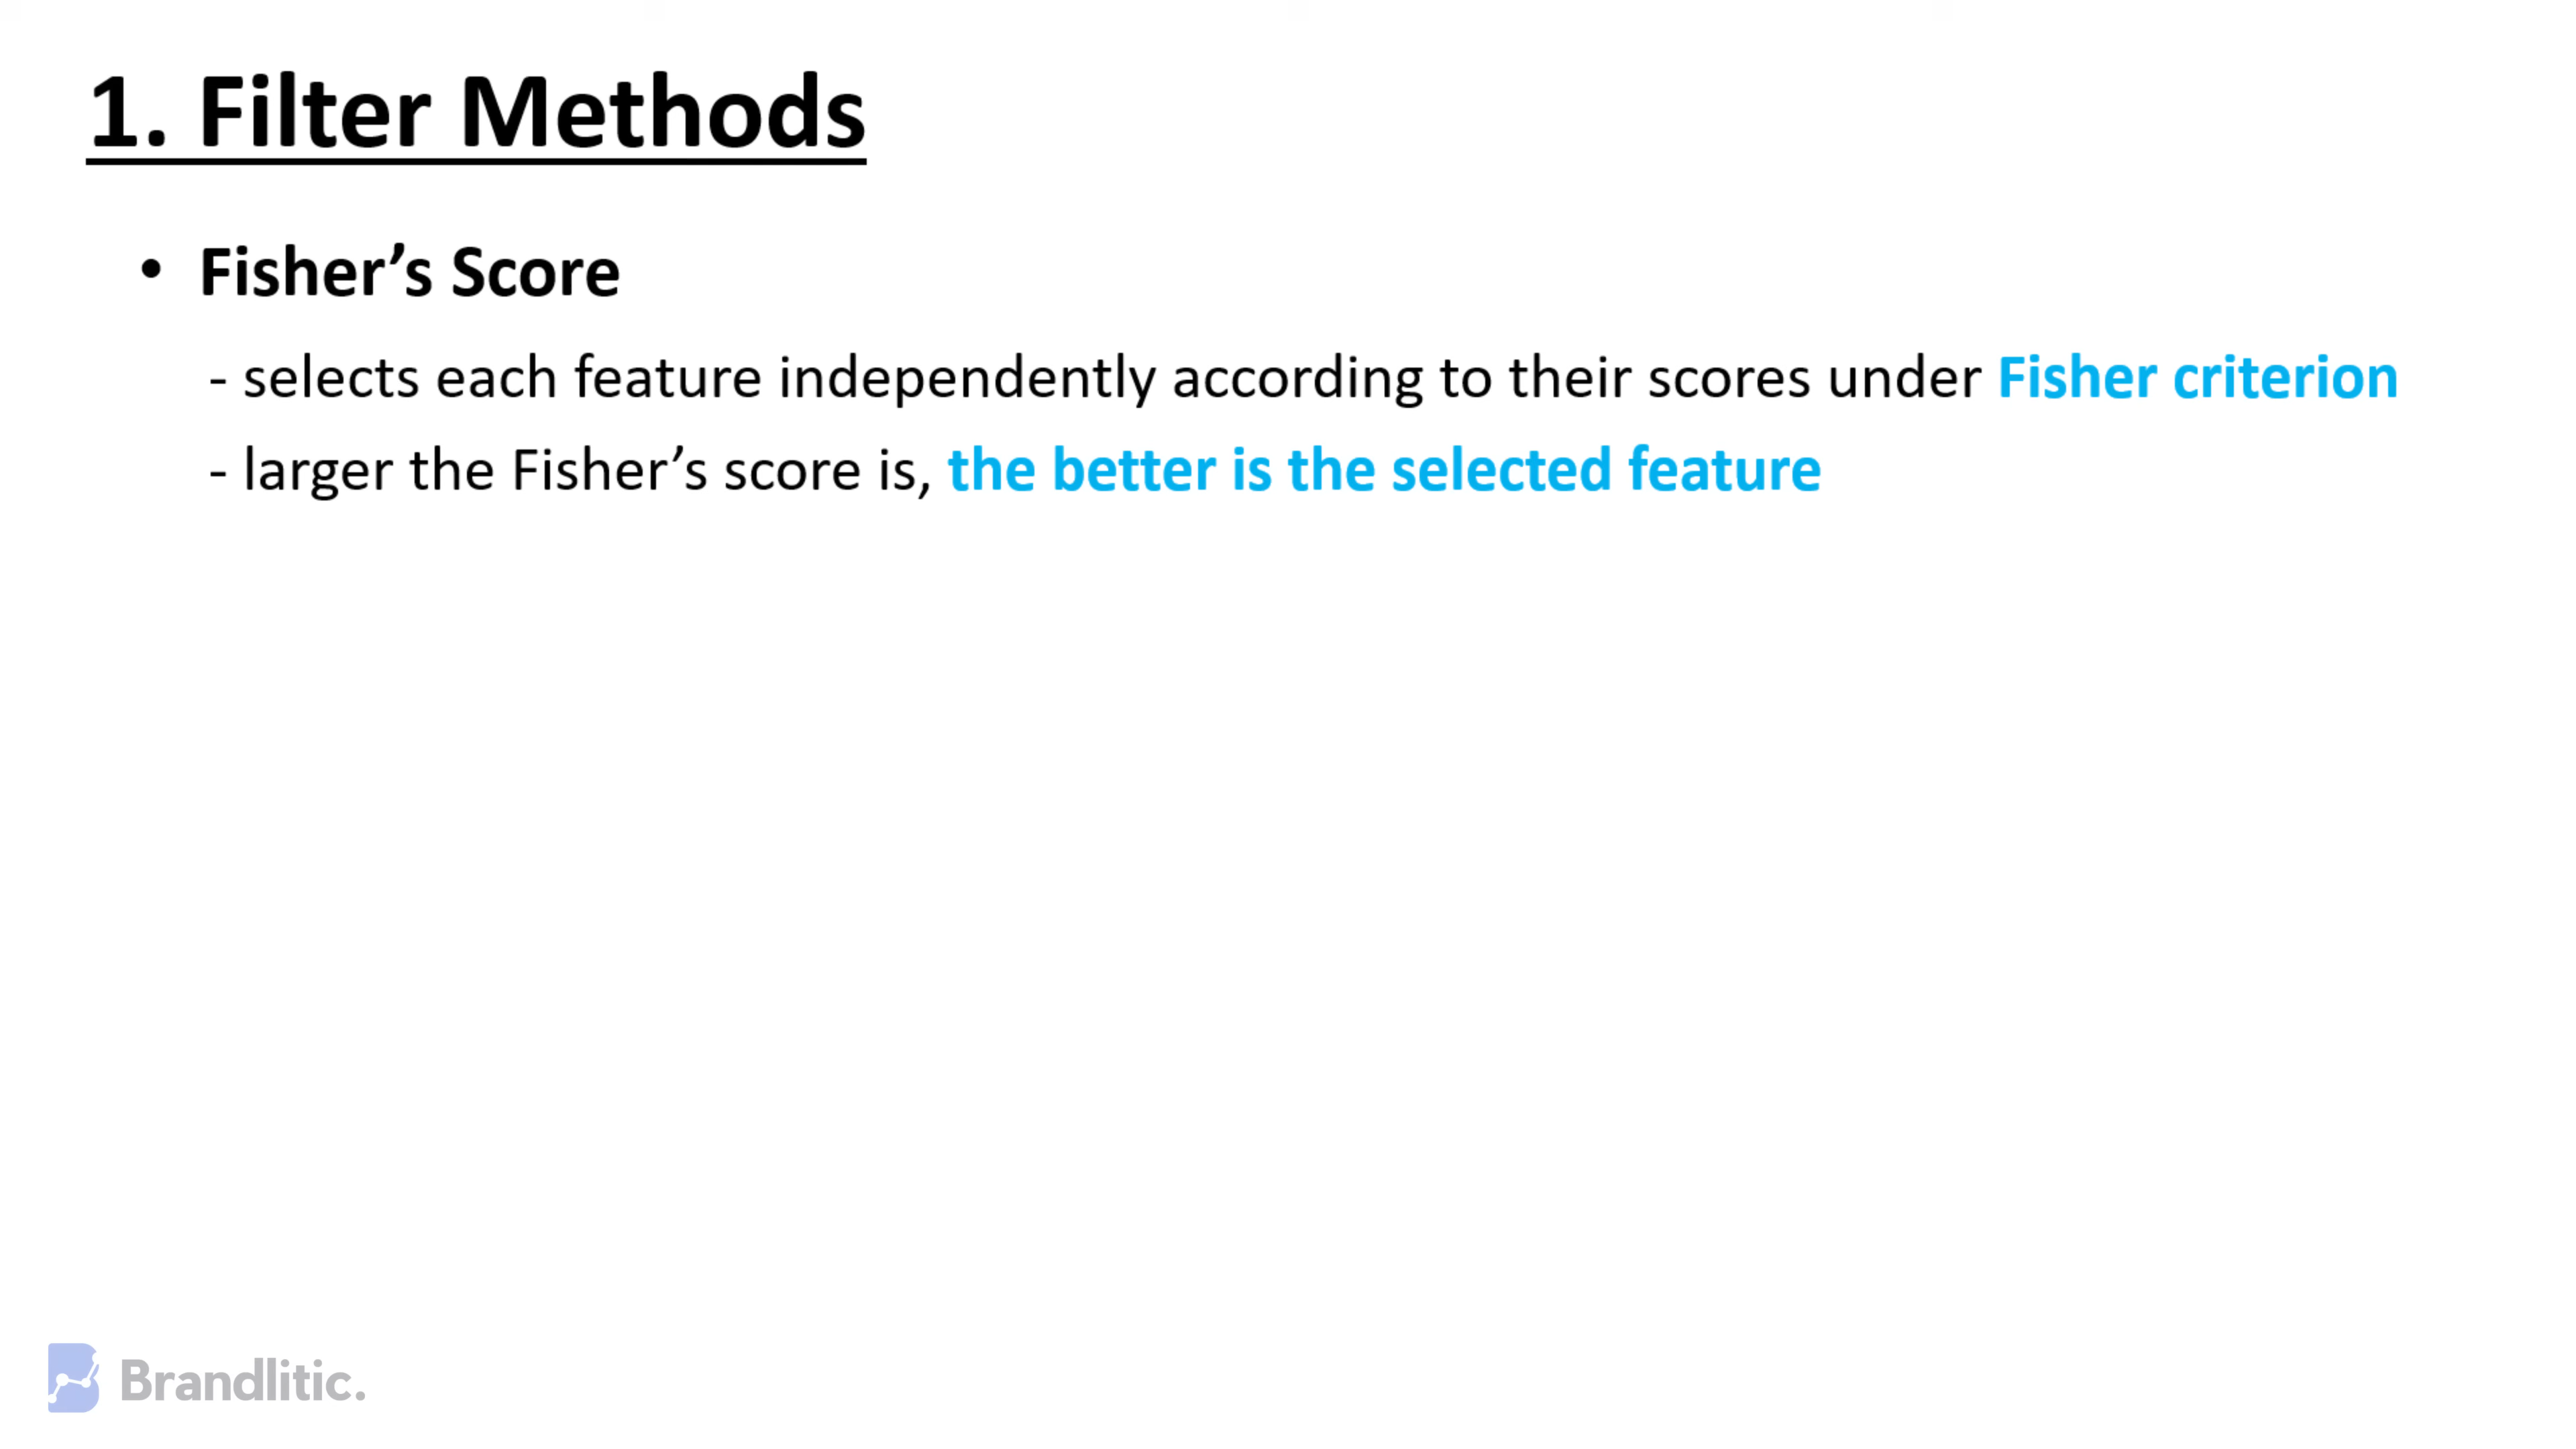 1. Filter Methods
• Fisher’s Score
- selects each feature independently according to their scores under Fisher criterion
- larger the Fisher’s score is, the better is the selected feature
Brandlitic.